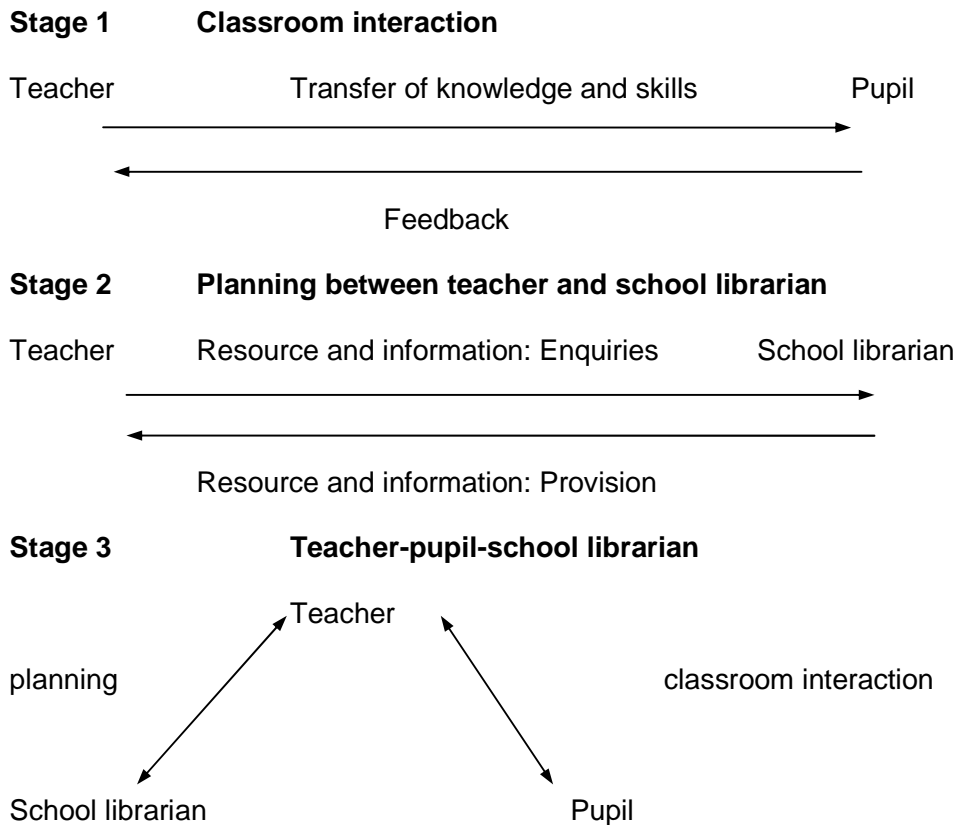 Stage 1 Classroom interaction
Teacher Transfer of knowledge and skills Pupil
Feedback
Stage 2 Planning between teacher and school librarian
Teacher Resource and information: Enquiries School librarian
Resource and information: Provision
Stage 3 Teacher-pupil-school librarian
Teacher
planning classroom interaction
School librarian Pupil